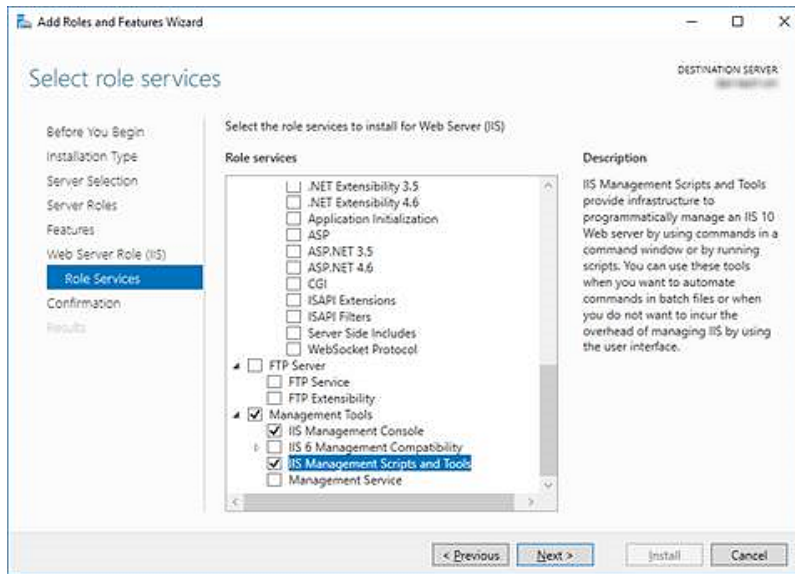 Add Roles and Features Wizard
Select role services
DESTINATION SERVER
Before You Begin
Installation Type
Server Selection
Server Roles
Features
Web Server Role (IIS)
Role Services
Confirmation
Results
Select the role services to install for Web Server (IIS)
Role services
.NET Extensibility 3.5
.NET Extensibility 4.6
Application Initialization
ASP
ASP.NET 3.5
ASP.NET 4.6
CGI
ISAPI Extensions
ISAPI Filters
Server Side Includes
WebSocket Protocol
FTP Server
FTP Service
FTP Extensibility
Management Tools
IIS Management Console
IIS 6 Management Compatibility
IIS Management Scripts and Tools
Management Service
Description
IIS Management Scripts and Tools
provide infrastructure to
programmatically manage an IIS 10
Web server by using commands in a
command window or by running
scripts. You can use these tools
when you want to automate
commands in batch files or when
you do not want to incur the
overhead of managing IIS by using
the user interface.
< Previous
Next >
Install
Cancel